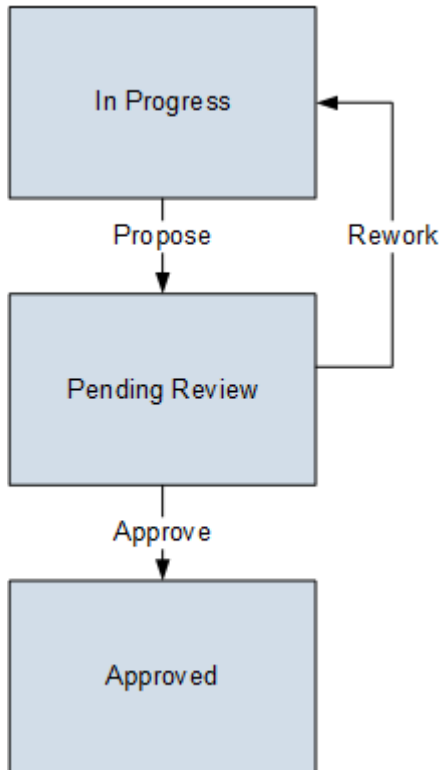 In Progress
Propose
Rework
Pending Review
Approve
Approved